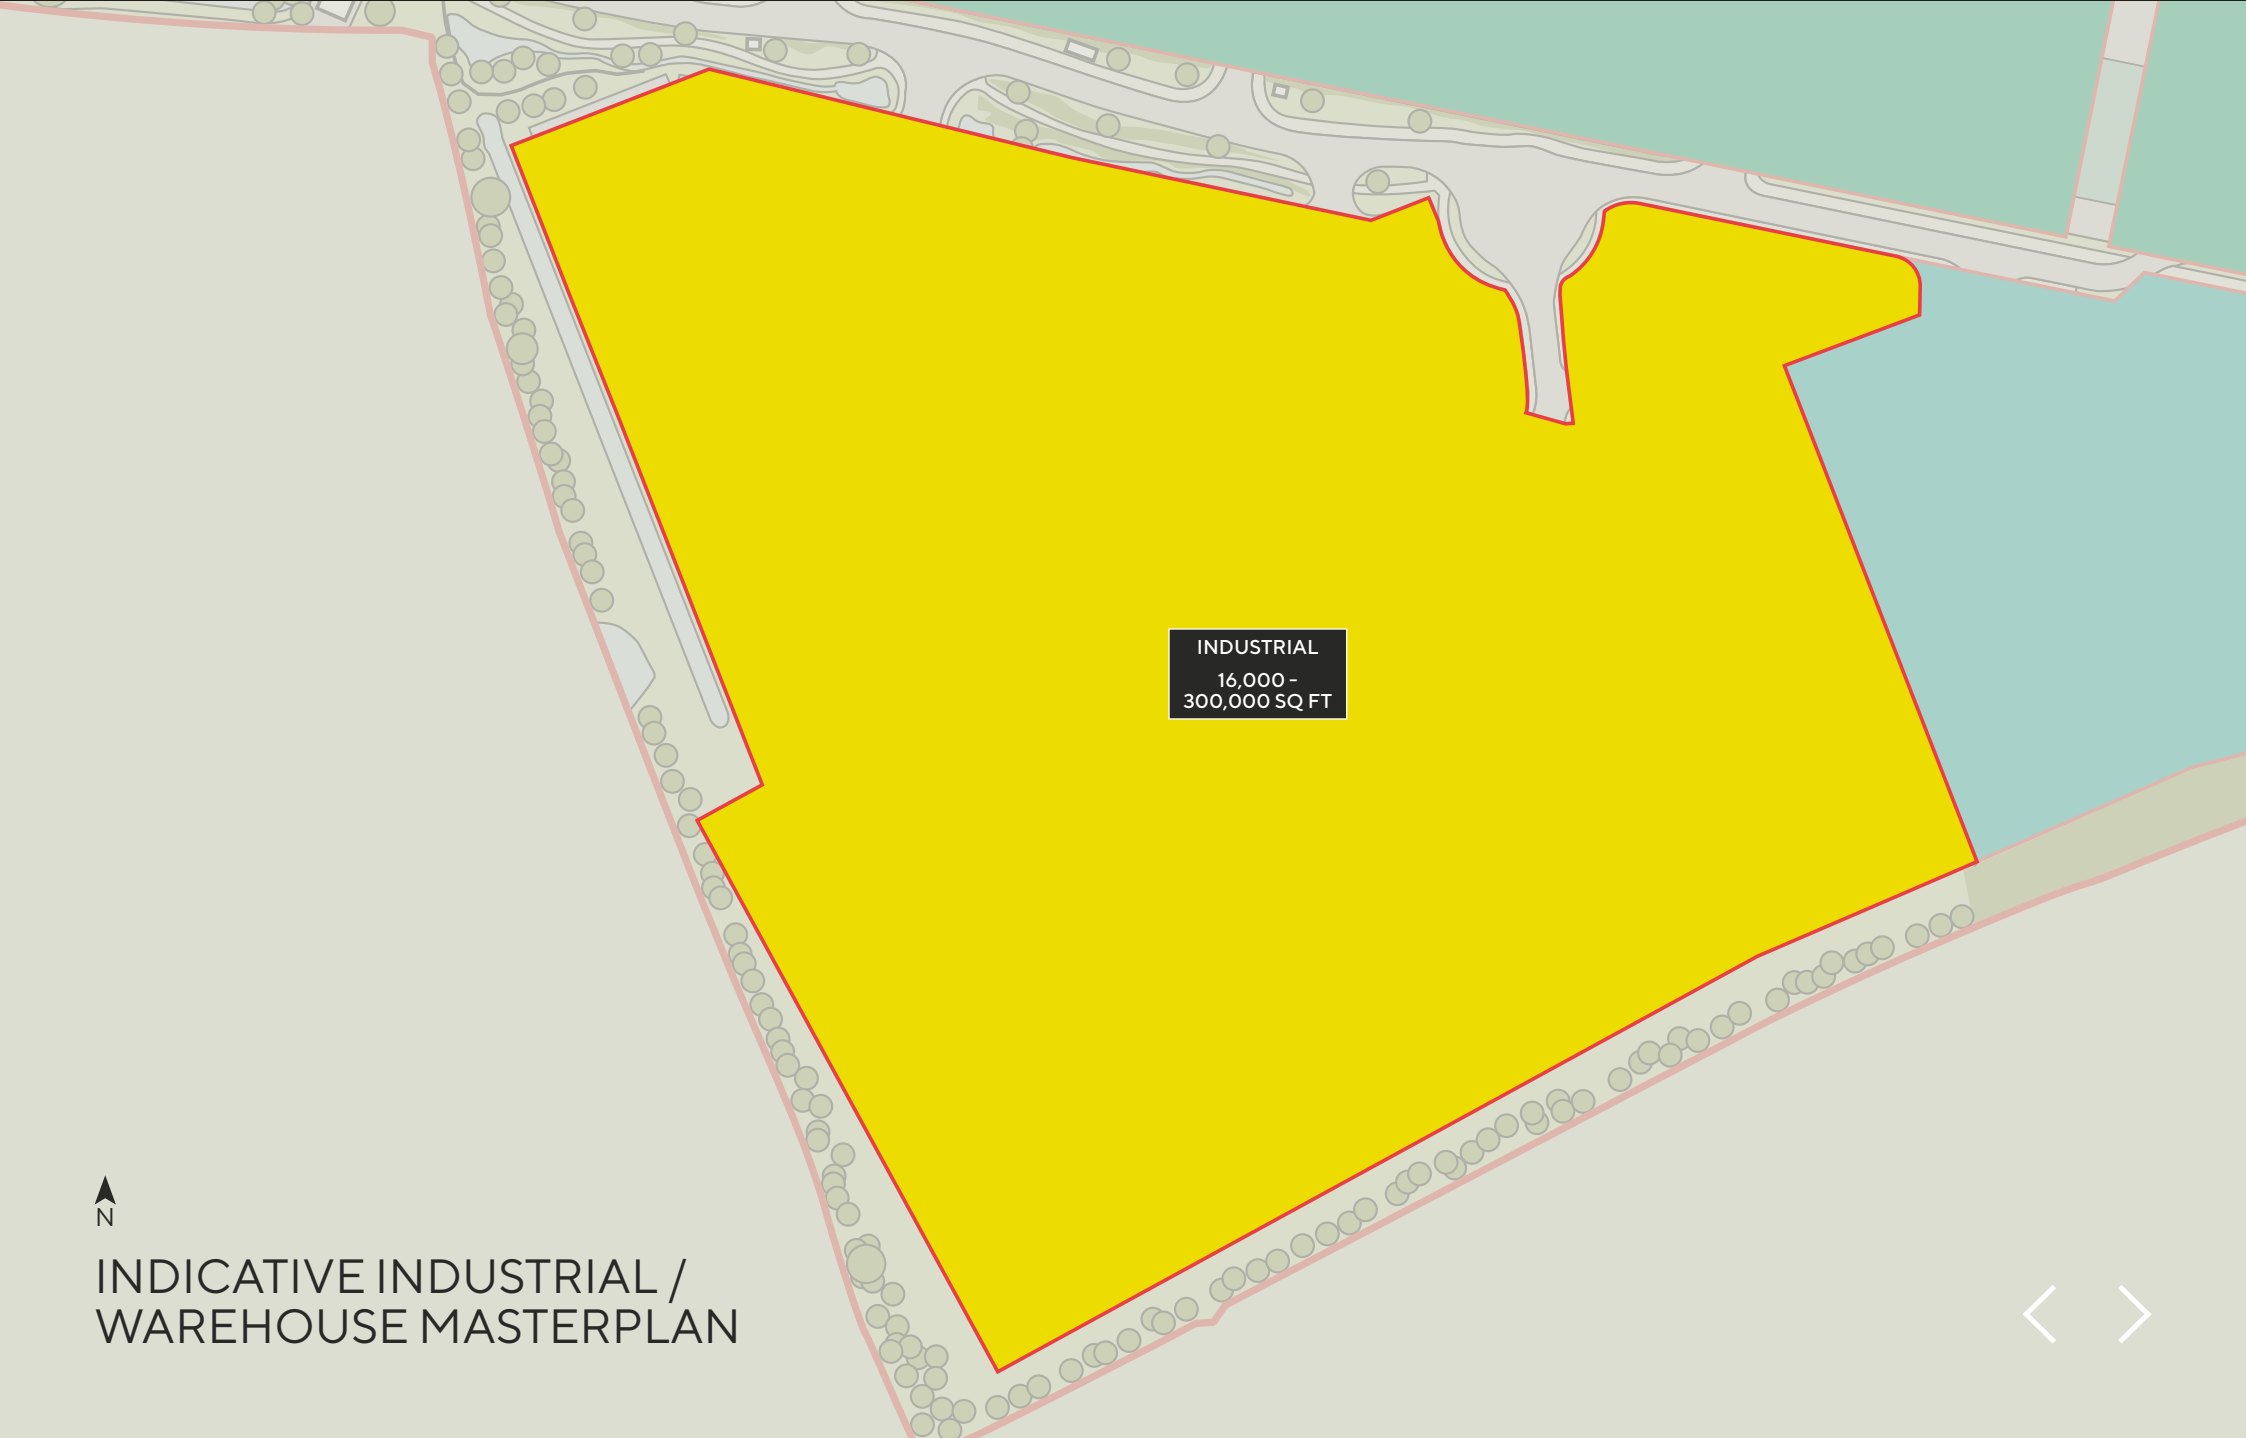 INDUSTRIAL
16,000 –
300,000 SQ FT
N
INDICATIVE INDUSTRIAL /
WAREHOUSE MASTERPLAN